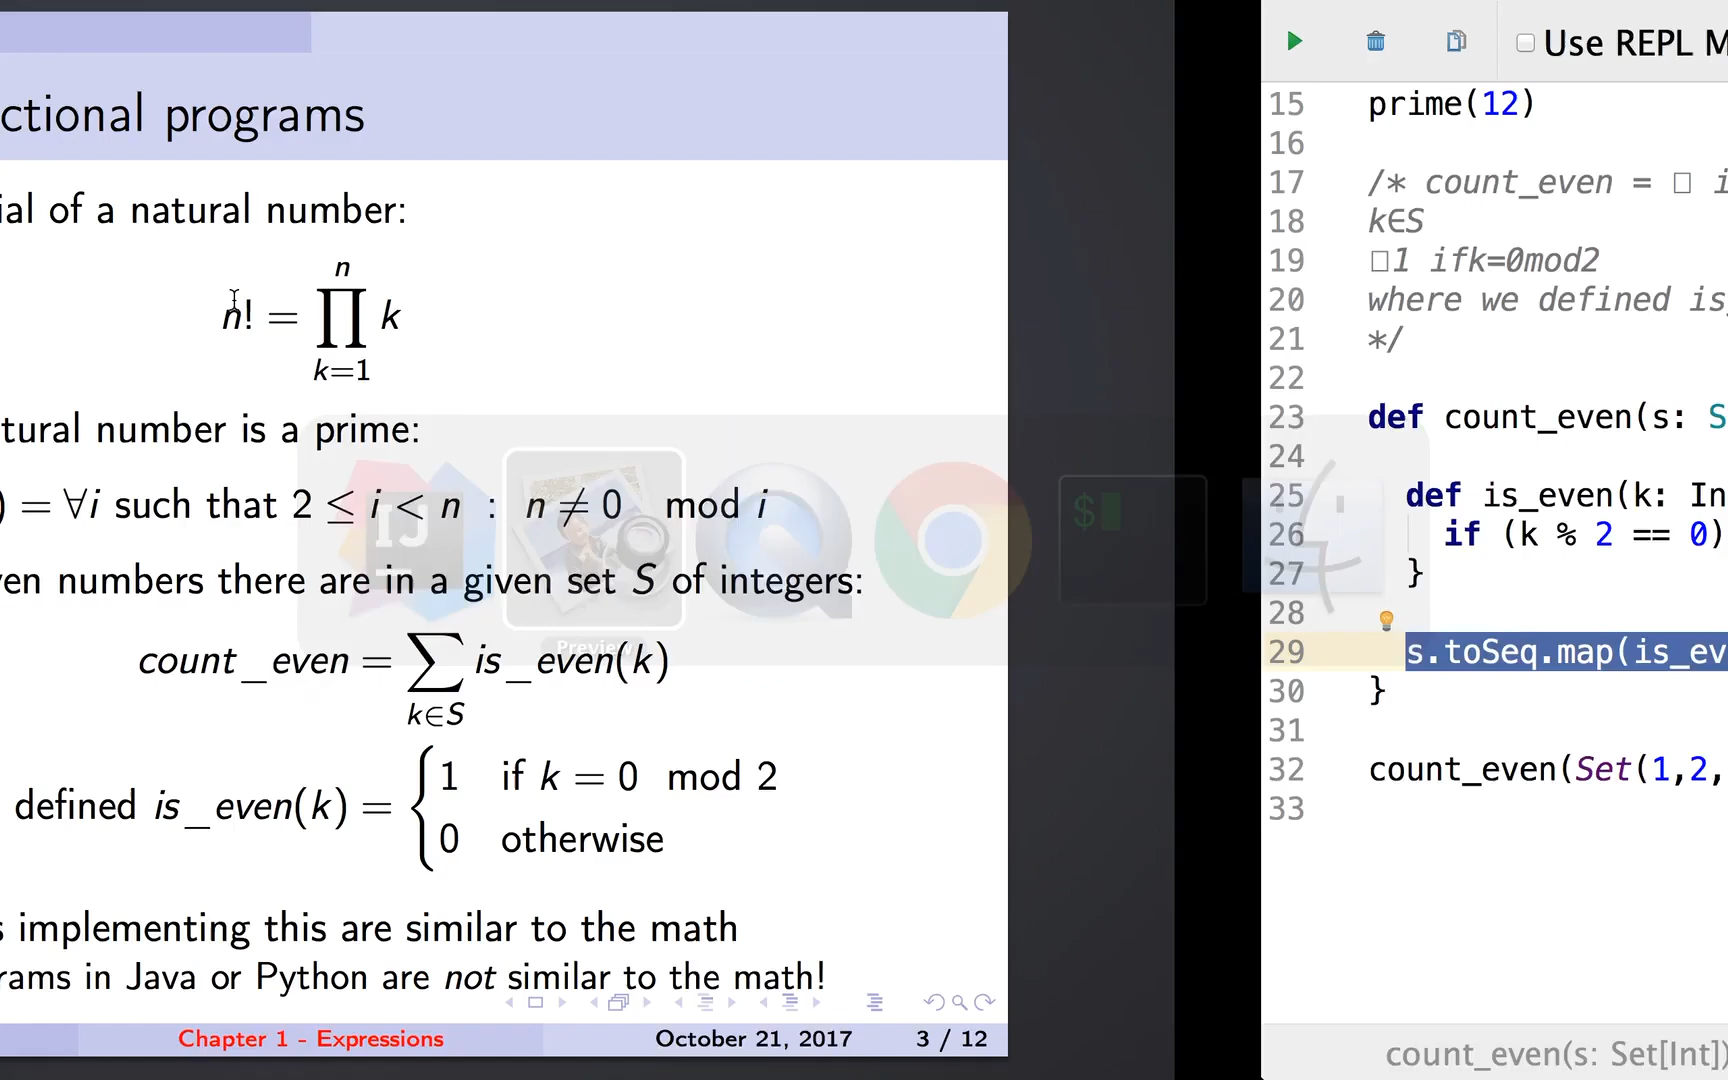 ctional programs
ial of a natural number:
n
n! = ∏ k
k=1
tural number is a prime:
) = ∀i such that 2 ≤ i < n : n ≠ 0 mod i
ven numbers there are in a given set S of integers:
count_even = ∑ is_even(k)
k∈S
defined is_even(k) = { 1 if k = 0 mod 2
0 otherwise
s implementing this are similar to the math
rams in Java or Python are not similar to the math!
Chapter 1 - Expressions October 21, 2017 3 / 12
IJ
Preview
$
Use REPL M
15 prime(12)
16
17 /* count_even = □ i
18 k∈S
19 □1 ifk=0mod2
20 where we defined is_
21 */
22
23 def count_even(s: S
24
25 def is_even(k: In
26 if (k % 2 == 0)
27 }
28
29 s.toSeq.map(is_ev
30 }
31
32 count_even(Set(1,2,
33
count_even(s: Set[Int])